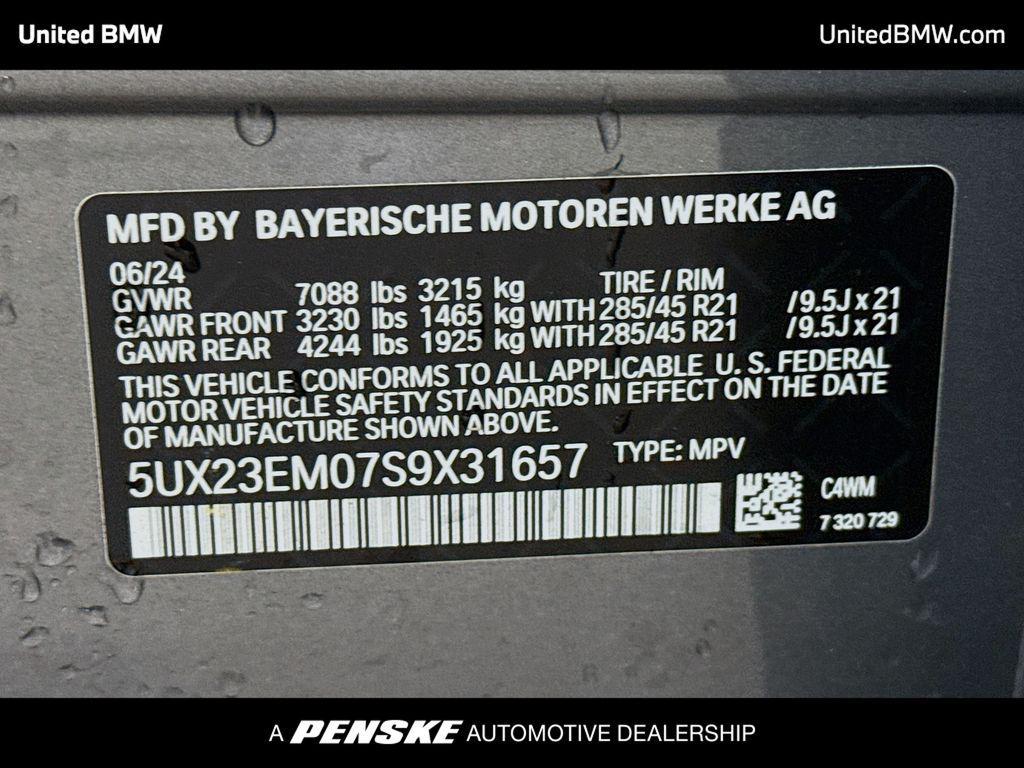 United BMW
UnitedBMW.com
MFD BY BAYERISCHE MOTOREN WERKE AG
06/24
TIRE / RIM
GVWR 7088 lbs 3215 kg
GAWR FRONT 3230 lbs 1465 kg WITH 285/45 R21 /9.5J x 21
GAWR REAR 4244 lbs 1925 kg WITH 285/45 R21 /9.5J x 21
THIS VEHICLE CONFORMS TO ALL APPLICABLE U. S. FEDERAL
MOTOR VEHICLE SAFETY STANDARDS IN EFFECT ON THE DATE
OF MANUFACTURE SHOWN ABOVE.
5UX23EM07S9X31657 TYPE: MPV
C4WM
7 320 729
A PENSKE AUTOMOTIVE DEALERSHIP